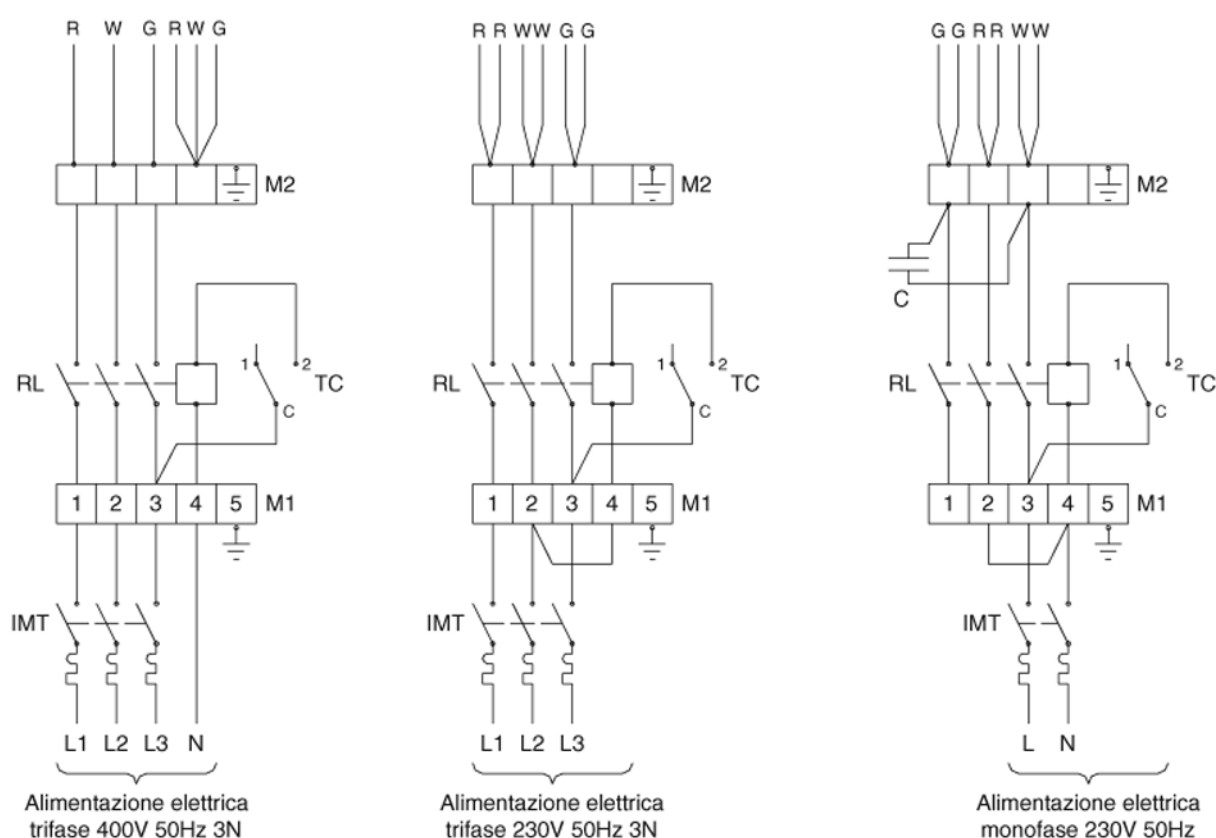 R W G R W G
M2
1 2
RL TC
C
1 2 3 4 5 M1
IMT
L1 L2 L3 N
Alimentazione elettrica
trifase 400V 50Hz 3N
R R W W G G
M2
1 2
RL TC
C
1 2 3 4 5 M1
IMT
L1 L2 L3
Alimentazione elettrica
trifase 230V 50Hz 3N
G G R R W W
M2
C
1 2
RL TC
C
1 2 3 4 5 M1
IMT
L N
Alimentazione elettrica
monofase 230V 50Hz